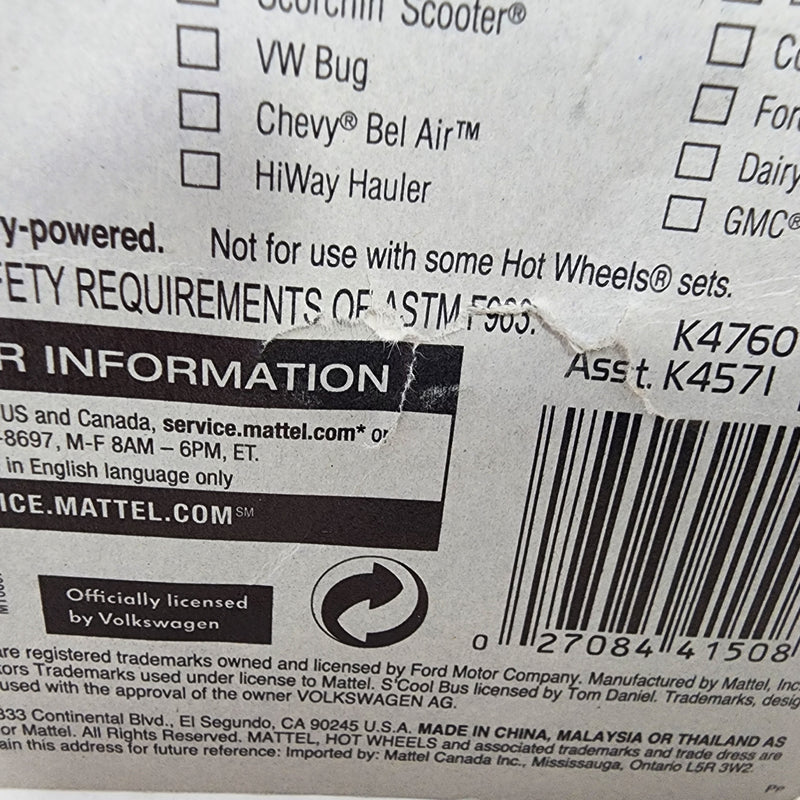 Scorchin' Scooter®
VW Bug
Chevy® Bel Air™
HiWay Hauler
Dairy
GMC®
y-powered. Not for use with some Hot Wheels® sets.
FETY REQUIREMENTS OF ASTM F963.
K4760
Asst. K4571
R INFORMATION
US and Canada, service.mattel.com* or
-8697, M-F 8AM – 6PM, ET.
in English language only
ICE.MATTEL.COM℠
Officially licensed
by Volkswagen
0 27084 41508
are registered trademarks owned and licensed by Ford Motor Company. Manufactured by Mattel, Inc.
Trademarks used under license to Mattel. S'Cool Bus licensed by Tom Daniel. Trademarks, desig
used with the approval of the owner VOLKSWAGEN AG.
333 Continental Blvd., El Segundo, CA 90245 U.S.A. MADE IN CHINA, MALAYSIA OR THAILAND AS
or Mattel. All Rights Reserved. MATTEL, HOT WHEELS and associated trademarks and trade dress are
ain this address for future reference: Imported by: Mattel Canada Inc., Mississauga, Ontario L5R 3W2.